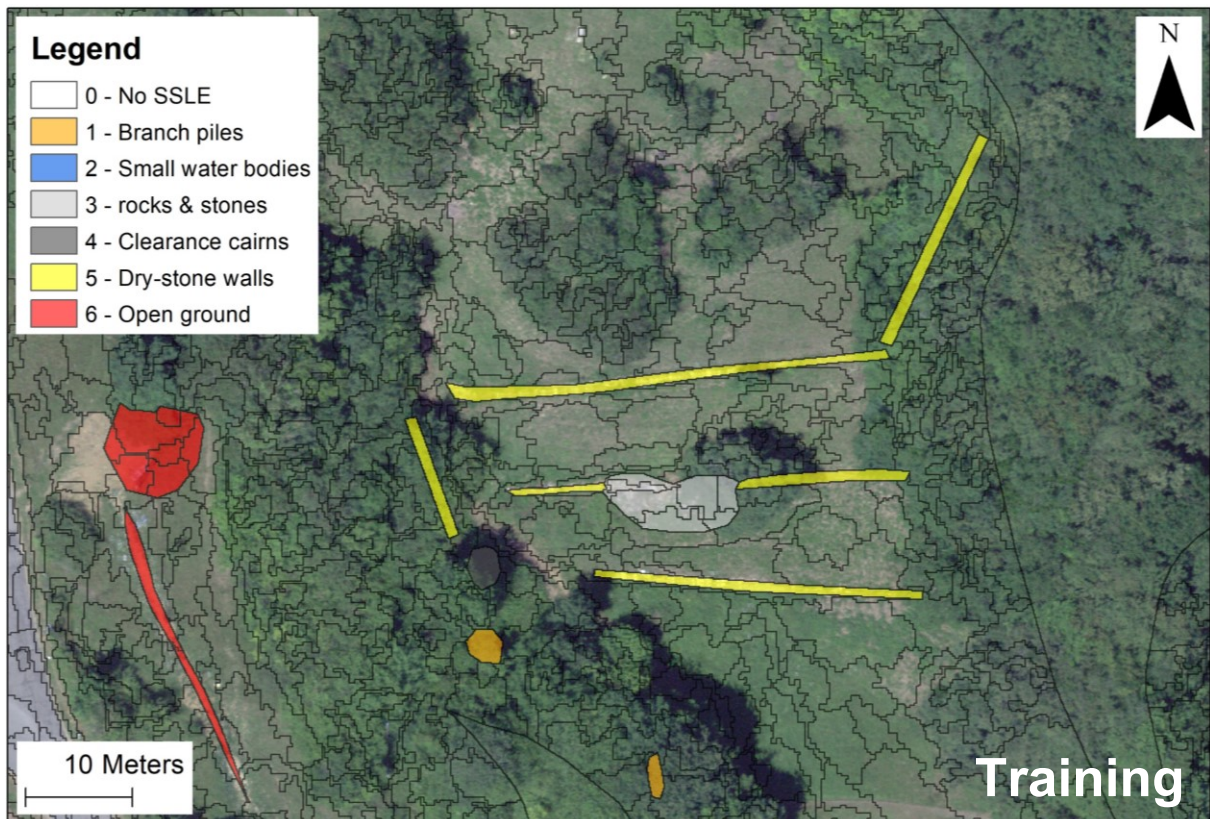 Legend
0 - No SSLE
1 - Branch piles
2 - Small water bodies
3 - rocks & stones
4 - Clearance cairns
5 - Dry-stone walls
6 - Open ground
N
10 Meters
Training